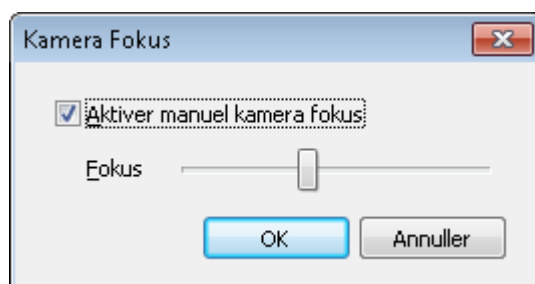 Kamera Fokus
Aktiver manuel kamera fokus
Fokus
OK
Annuller